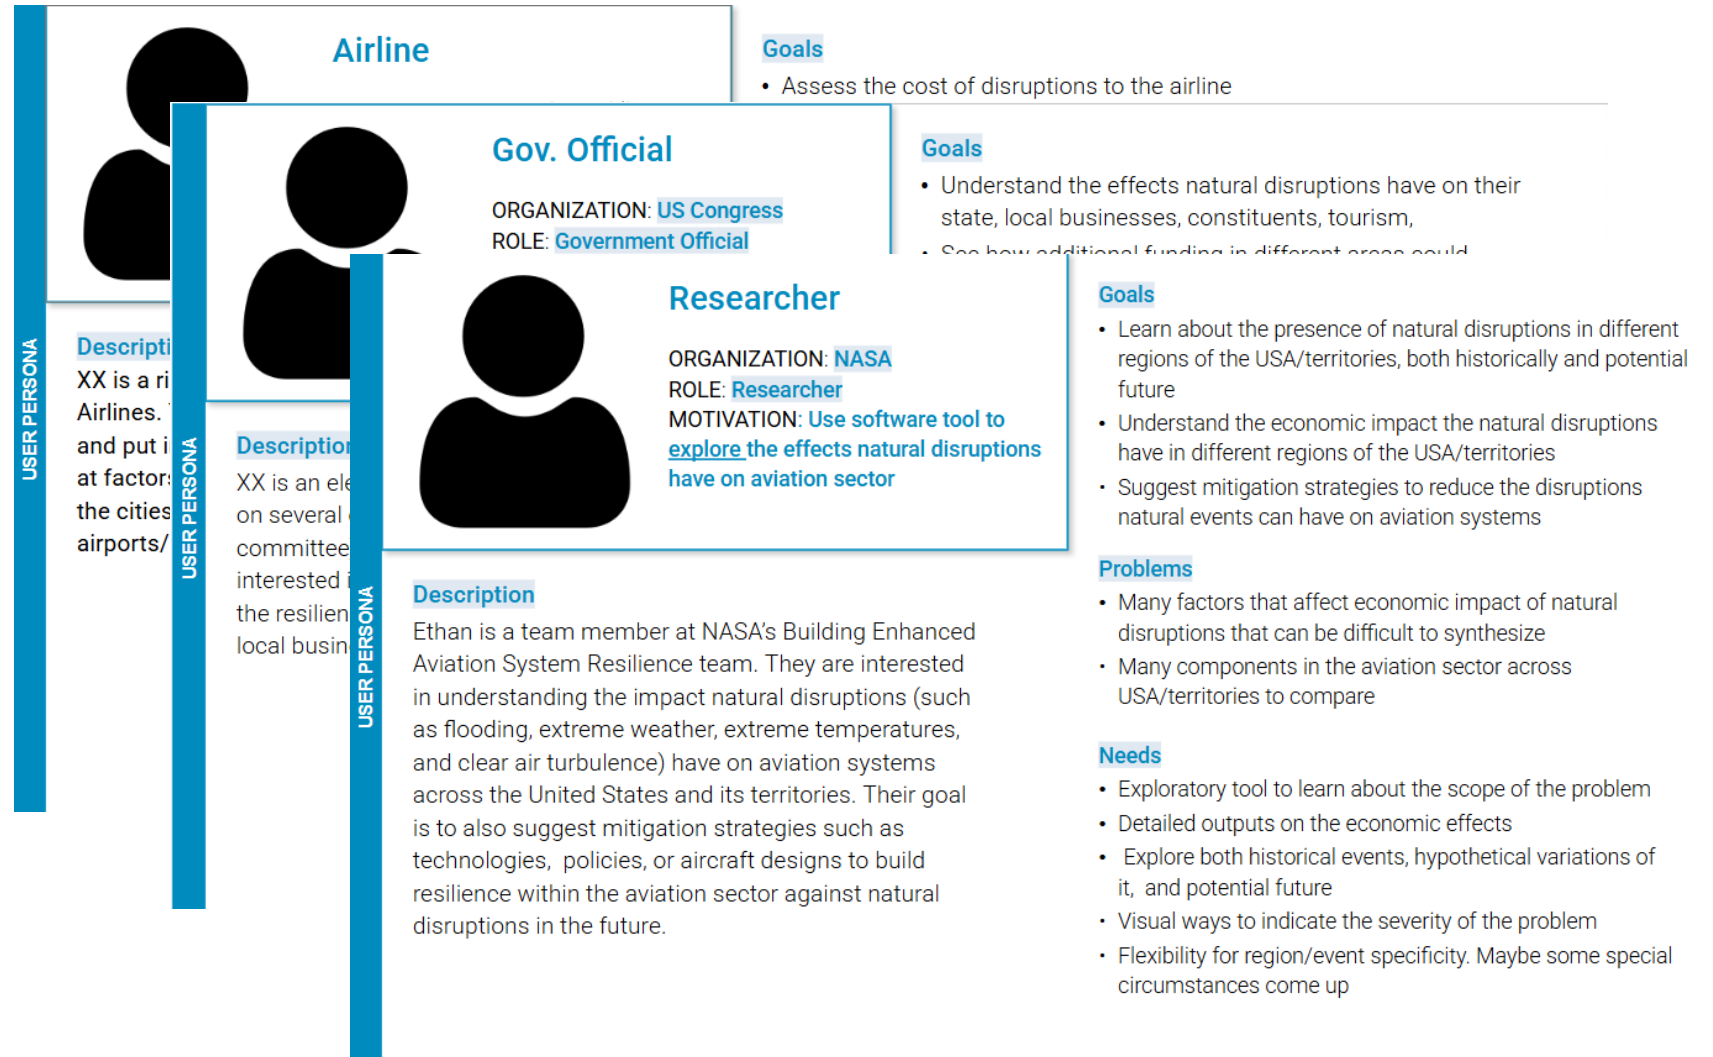 Airline
Goals
• Assess the cost of disruptions to the airline
USER PERSONA
XX is a
Airlines.
and put
the cities
airports/
Gov. Official
ORGANIZATION: US Congress
ROLE: Government Official
Goals
• Understand the effects natural disruptions have on their
state, local businesses, constituents, tourism,
• See how additional funding in different areas could
USER PERSONA
Description
XX is an
on several
committee
interested
the
local
Researcher
ORGANIZATION: NASA
ROLE: Researcher
MOTIVATION: Use software tool to
explore the effects natural disruptions
have on aviation sector
USER PERSONA
Description
Ethan is a team member at NASA’s Building Enhanced
Aviation System Resilience team. They are interested
in understanding the impact natural disruptions (such
as flooding, extreme weather, extreme temperatures,
and clear air turbulence) have on aviation systems
across the United States and its territories. Their goal
is to also suggest mitigation strategies such as
technologies, policies, or aircraft designs to build
resilience within the aviation sector against natural
disruptions in the future.
Goals
• Learn about the presence of natural disruptions in different
regions of the USA/territories, both historically and potential
future
• Understand the economic impact the natural disruptions
have in different regions of the USA/territories
• Suggest mitigation strategies to reduce the disruptions
natural events can have on aviation systems
Problems
• Many factors that affect economic impact of natural
disruptions that can be difficult to synthesize
• Many components in the aviation sector across
USA/territories to compare
Needs
• Exploratory tool to learn about the scope of the problem
• Detailed outputs on the economic effects
• Explore both historical events, hypothetical variations of
it, and potential future
• Visual ways to indicate the severity of the problem
• Flexibility for region/event specificity. Maybe some special
circumstances come up